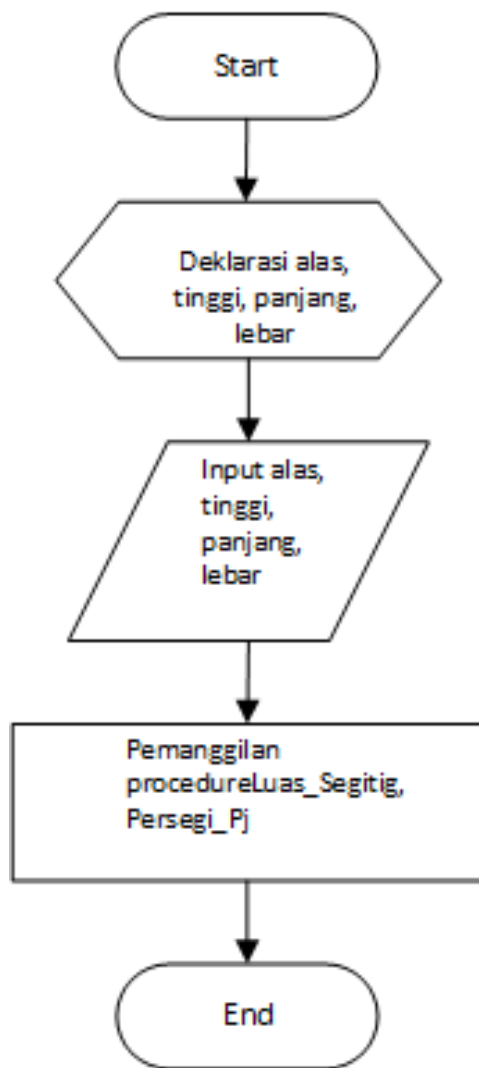 Start
Deklarasi alas,
tinggi, panjang,
lebar
Input alas,
tinggi,
panjang,
lebar
Pemanggilan
procedureLuas_Segitig,
Persegi_Pj
End